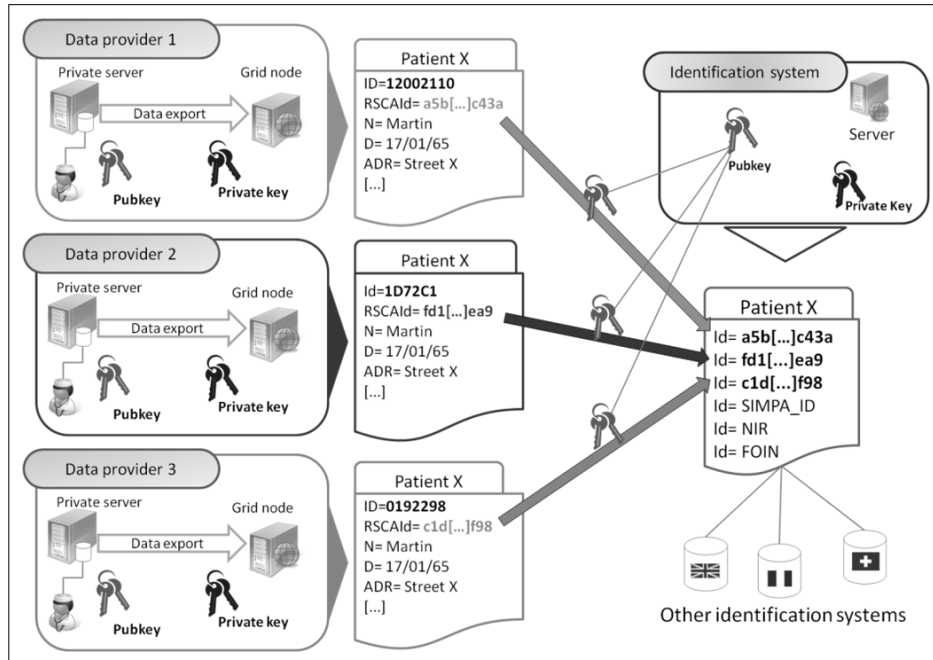 Data provider 1
Private server
Grid node
Data export
Pubkey
Private key
Patient X
ID=12002110
RSCAId= a5b[...]c43a
N= Martin
D= 17/01/65
ADR= Street X
[...]
Data provider 2
Private server
Grid node
Data export
Pubkey
Private key
Patient X
Id=1D72C1
RSCAId= fd1[...]ea9
N= Martin
D= 17/01/65
ADR= Street X
[...]
Data provider 3
Private server
Grid node
Data export
Pubkey
Private key
Patient X
ID=0192298
RSCAId= c1d[...]f98
N= Martin
D= 17/01/65
ADR= Street X
[...]
Identification system
Server
Pubkey
Private Key
Patient X
Id= a5b[...]c43a
Id= fd1[...]ea9
Id= c1d[...]f98
Id= SIMPA_ID
Id= NIR
Id= FOIN
Other identification systems